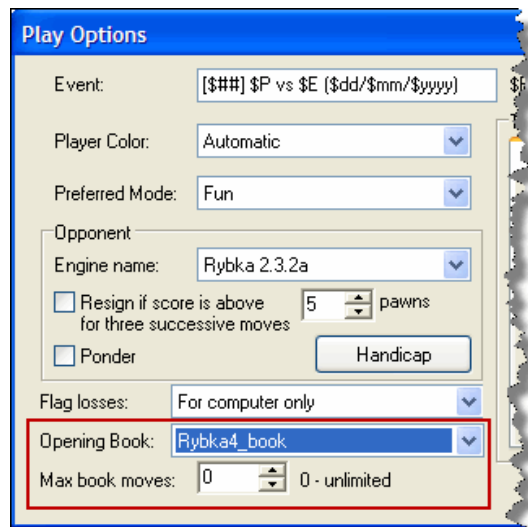 Play Options
Event: [$##] $P vs $E ($dd/$mm/$yyyy)
Player Color: Automatic
Preferred Mode: Fun
Opponent
Engine name: Rybka 2.3.2a
Resign if score is above 5 pawns
for three successive moves
Ponder Handicap
Flag losses: For computer only
Opening Book: Rybka4_book
Max book moves: 0 0 - unlimited